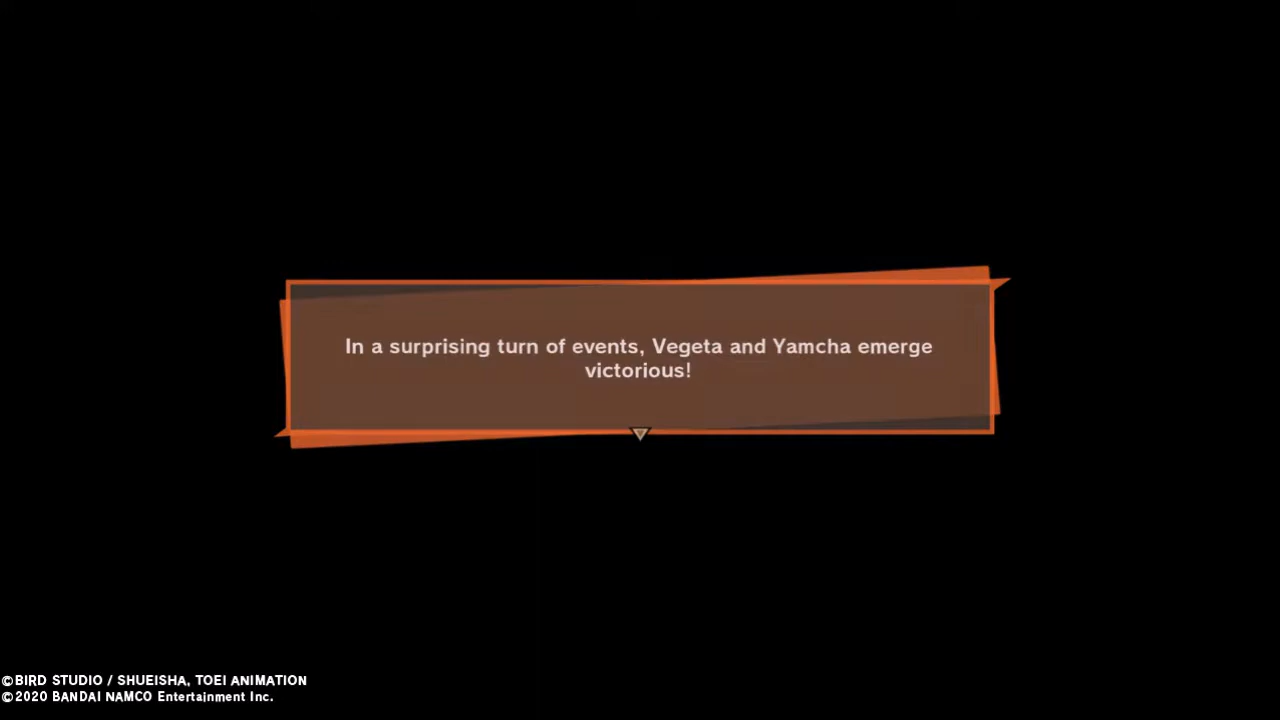 In a surprising turn of events, Vegeta and Yamcha emerge
victorious!
©BIRD STUDIO / SHUEISHA, TOEI ANIMATION
©2020 BANDAI NAMCO Entertainment Inc.